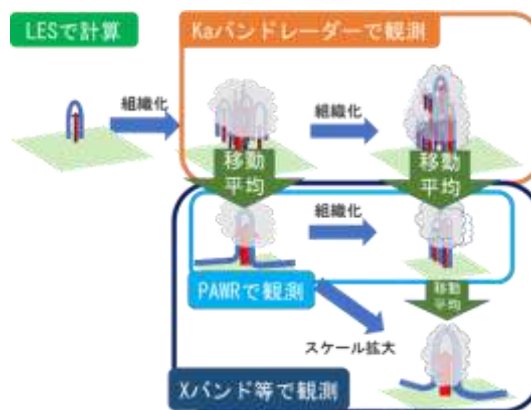 LESで計算
Kaバンドレーダーで観測
組織化
組織化
移動
平均
移動
平均
組織化
PAWRで観測
移動
平均
スケール拡大
Xバンド等で観測